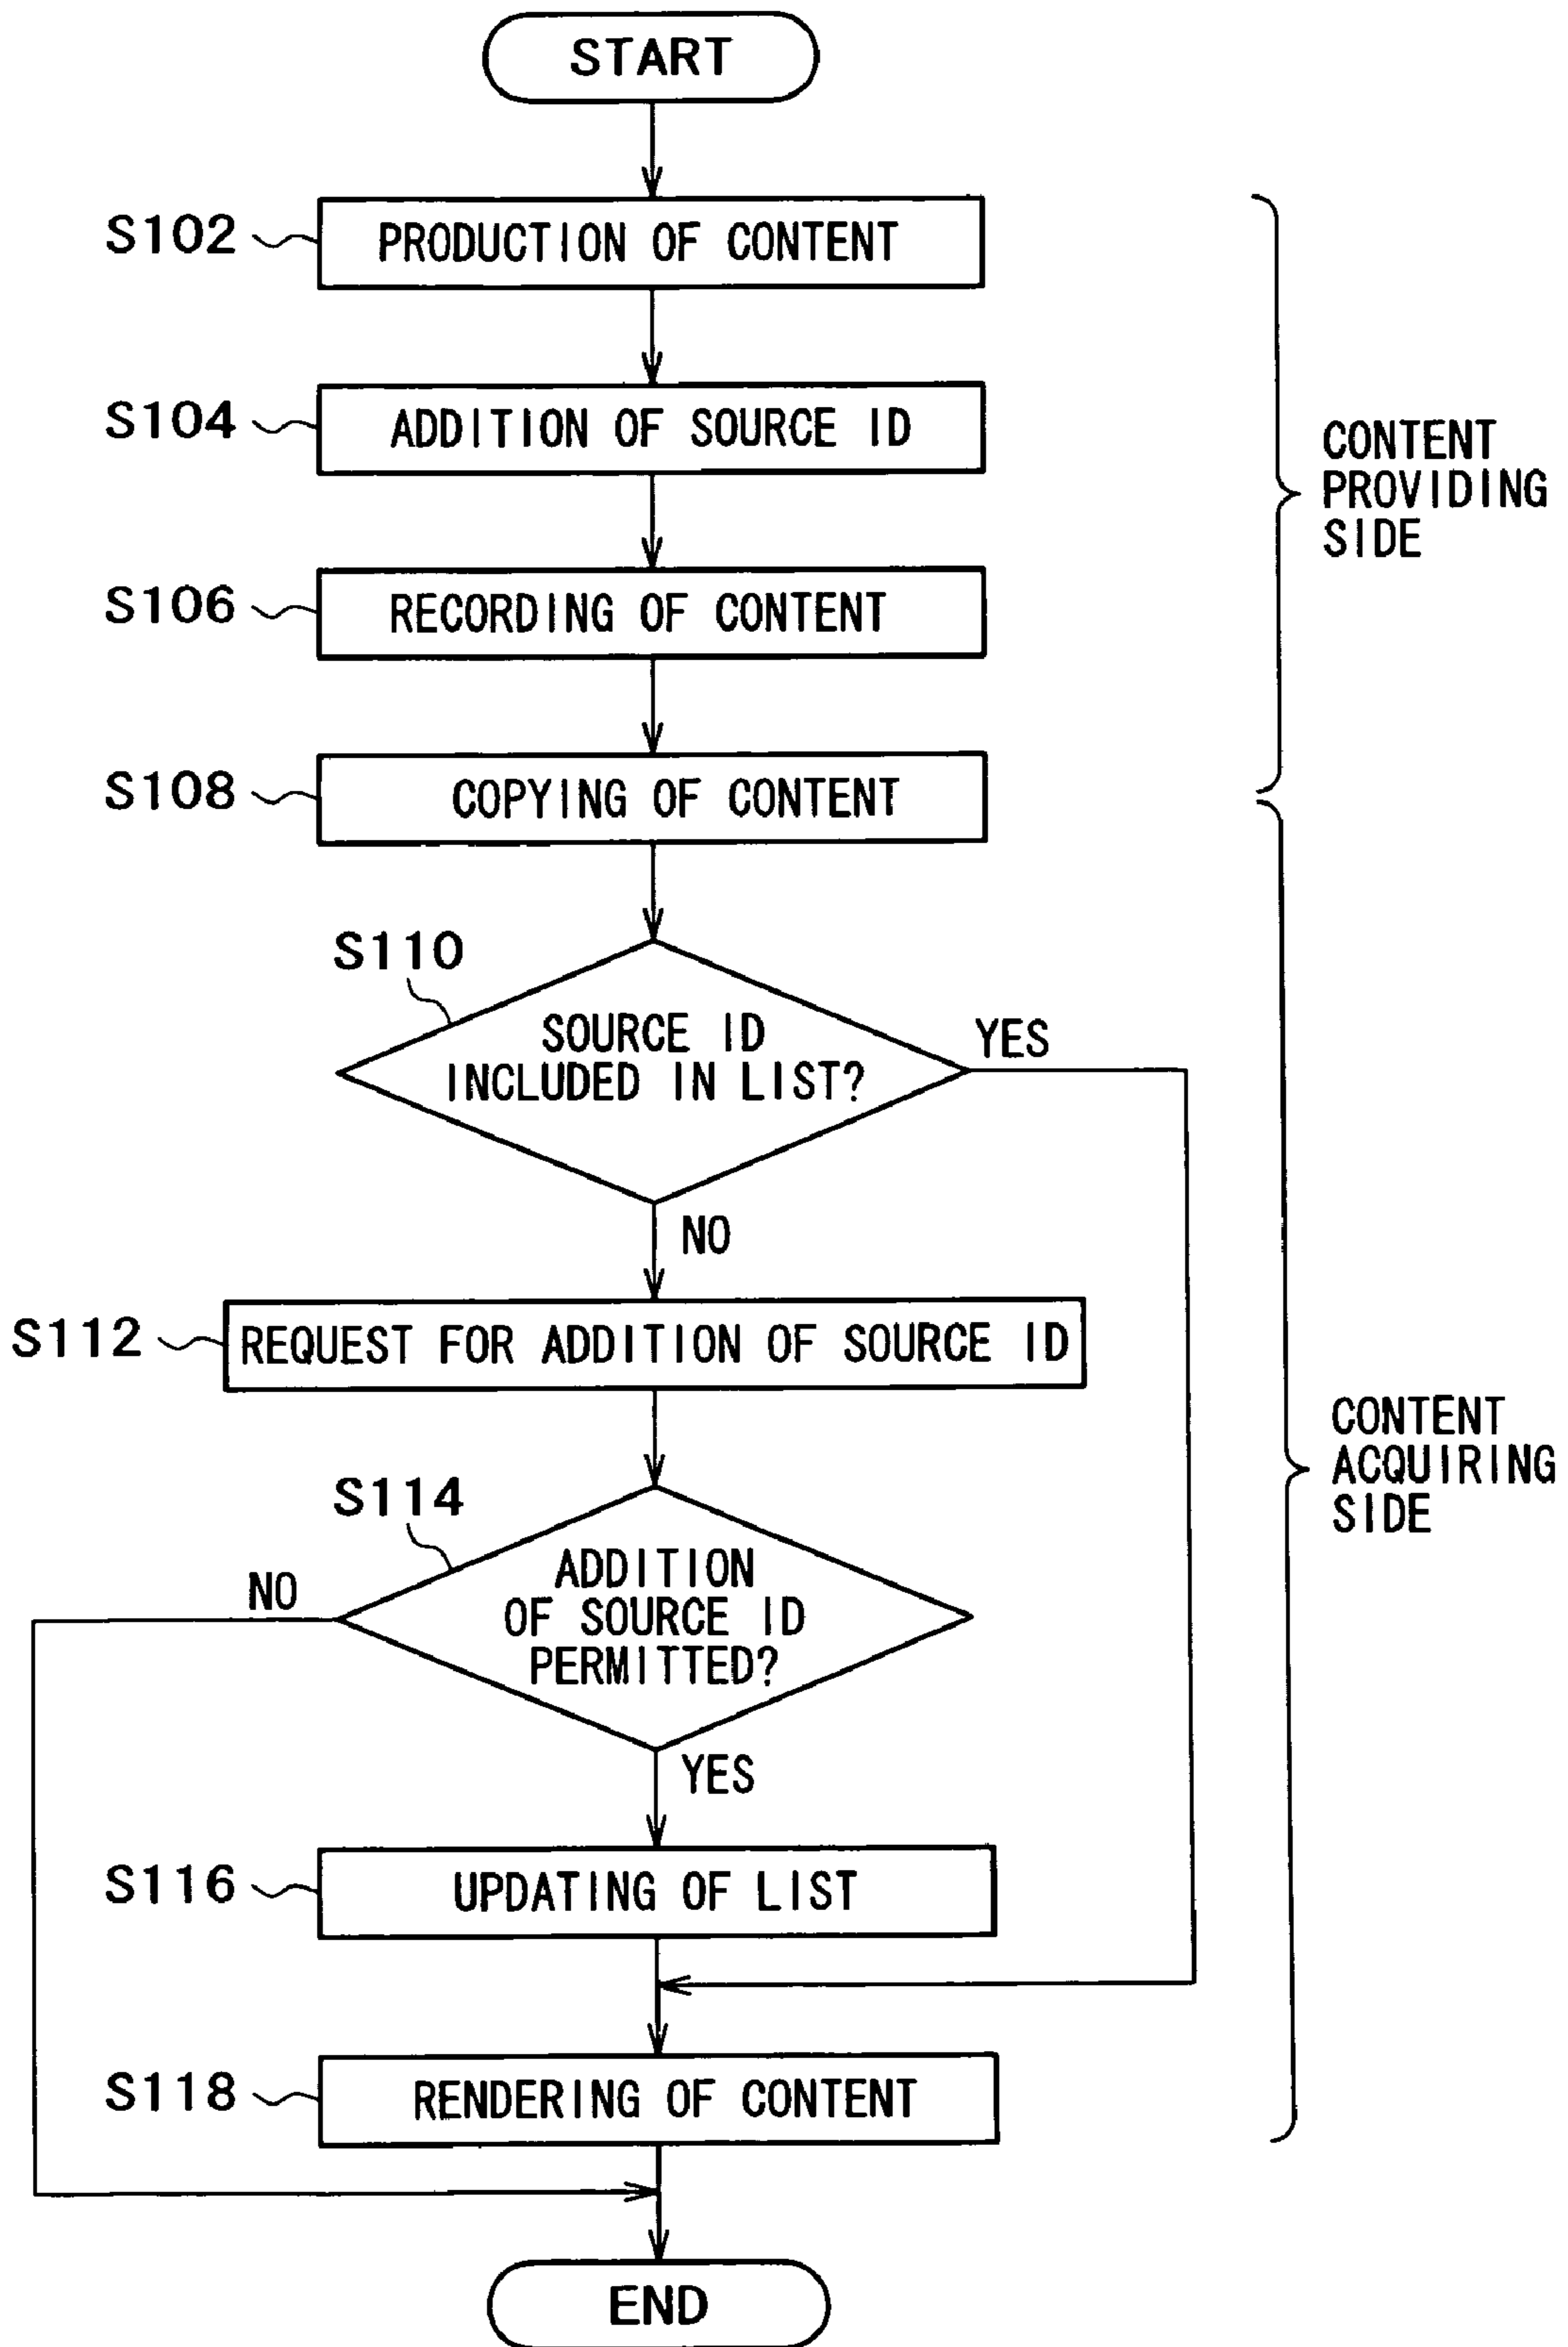 START
S102
PRODUCTION OF CONTENT
S104
ADDITION OF SOURCE ID
CONTENT
PROVIDING
SIDE
S106
RECORDING OF CONTENT
S108
COPYING OF CONTENT
S110
SOURCE ID
INCLUDED IN LIST?
YES
NO
S112
REQUEST FOR ADDITION OF SOURCE ID
CONTENT
ACQUIRING
SIDE
S114
ADDITION
OF SOURCE ID
PERMITTED?
NO
YES
S116
UPDATING OF LIST
S118
RENDERING OF CONTENT
END